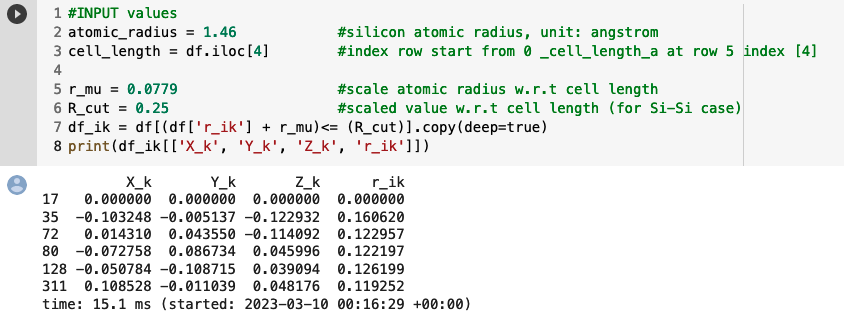 1 #INPUT values
2 atomic_radius = 1.46 #silicon atomic radius, unit: angstrom
3 cell_length = df.iloc[4] #index row start from 0 _cell_length_a at row 5 index [4]
4
5 r_mu = 0.0779 #scale atomic radius w.r.t cell length
6 R_cut = 0.25 #scaled value w.r.t cell length (for Si-Si case)
7 df_ik = df[(df['r_ik'] + r_mu)<= (R_cut)].copy(deep=true)
8 print(df_ik[['X_k', 'Y_k', 'Z_k', 'r_ik']])
X_k Y_k Z_k r_ik
17 0.000000 0.000000 0.000000 0.000000
35 -0.103248 -0.005137 -0.122932 0.160620
72 0.014310 0.043550 -0.114092 0.122957
80 -0.072758 0.086734 0.045996 0.122197
128 -0.050784 -0.108715 0.039094 0.126199
311 0.108528 -0.011039 0.048176 0.119252
time: 15.1 ms (started: 2023-03-10 00:16:29 +00:00)